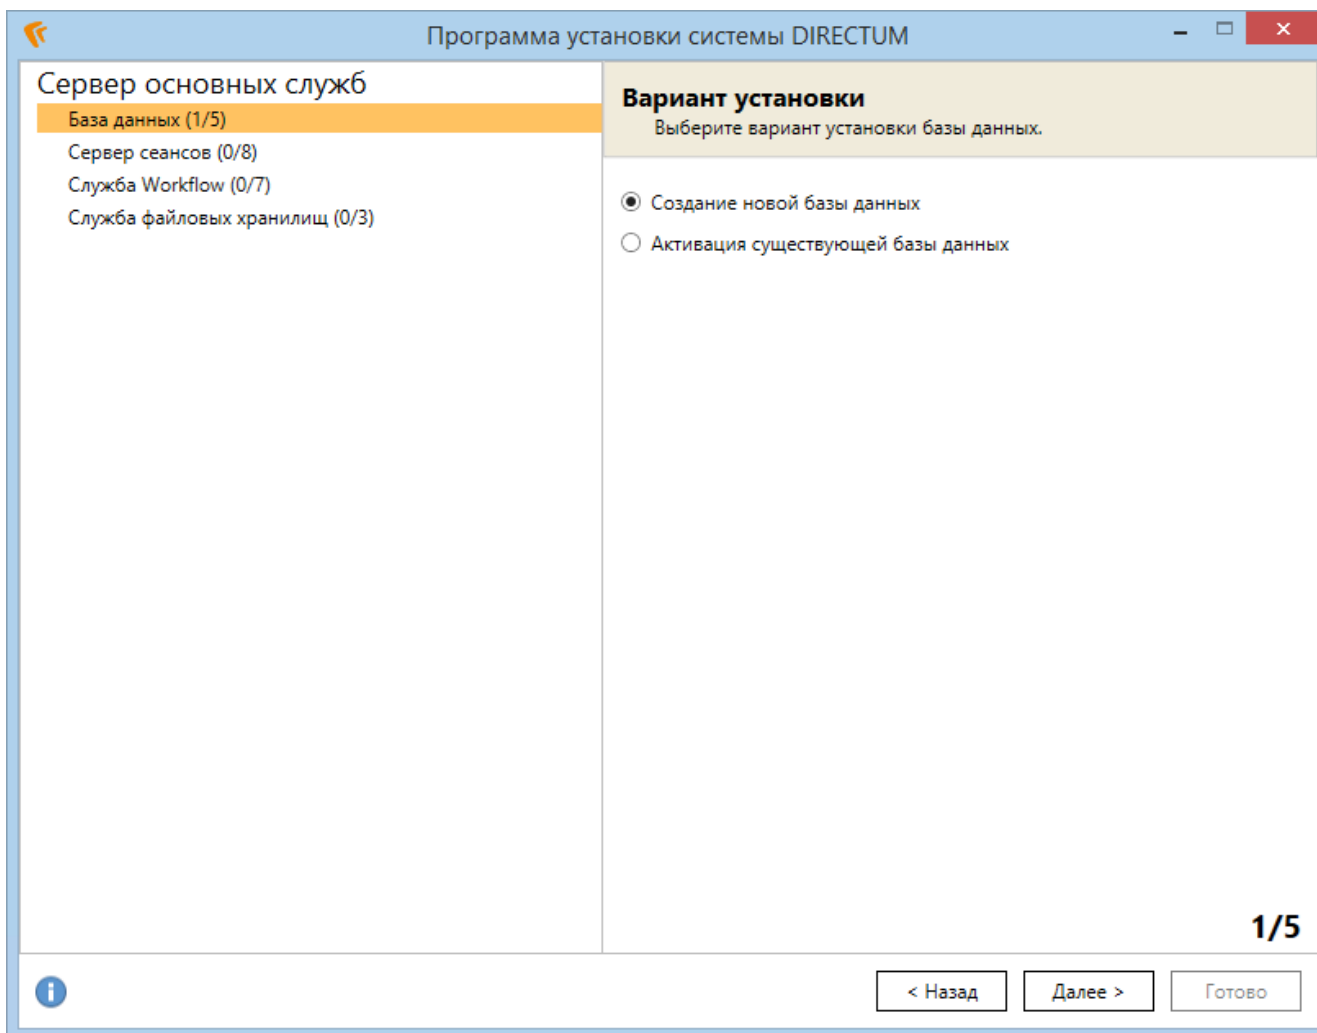 Программа установки системы DIRECTUM
Сервер основных служб
База данных (1/5)
Сервер сеансов (0/8)
Служба Workflow (0/7)
Служба файловых хранилищ (0/3)
Вариант установки
Выберите вариант установки базы данных.
Создание новой базы данных
Активация существующей базы данных
1/5
< Назад
Далее >
Готово